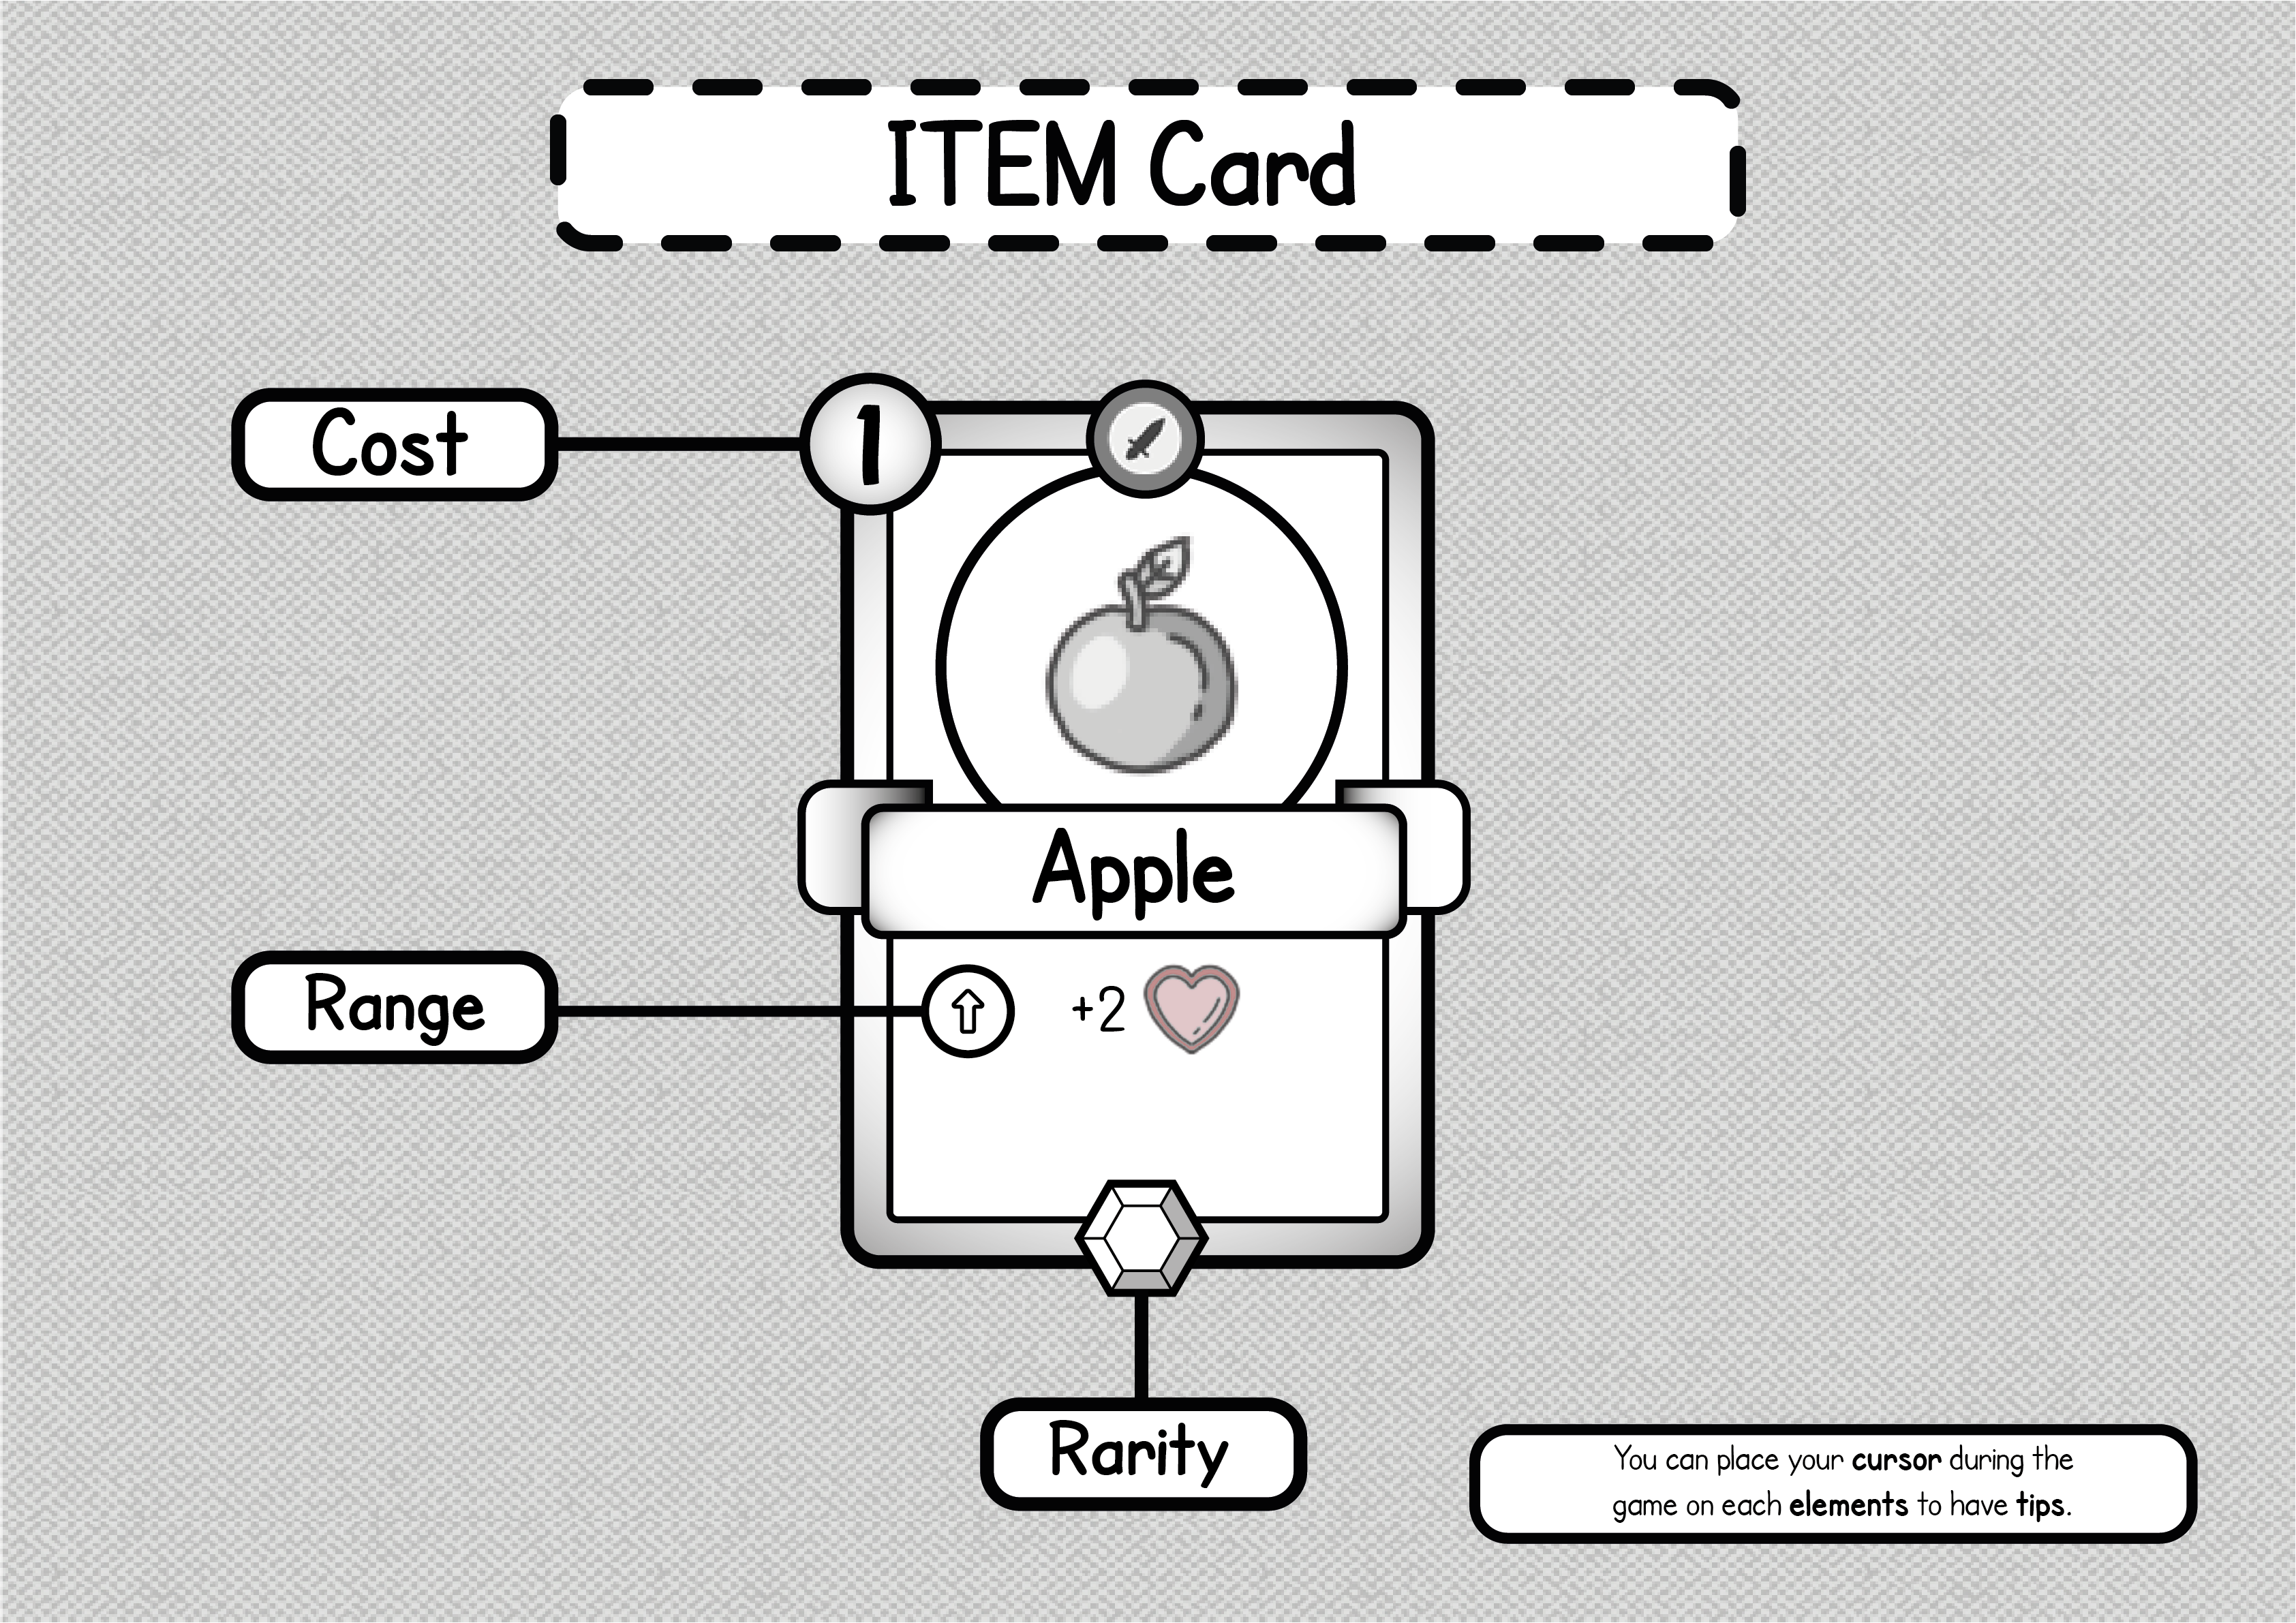 ITEM Card
Cost
1
Apple
Range
+2
Rarity
You can place your cursor during the
game on each elements to have tips.